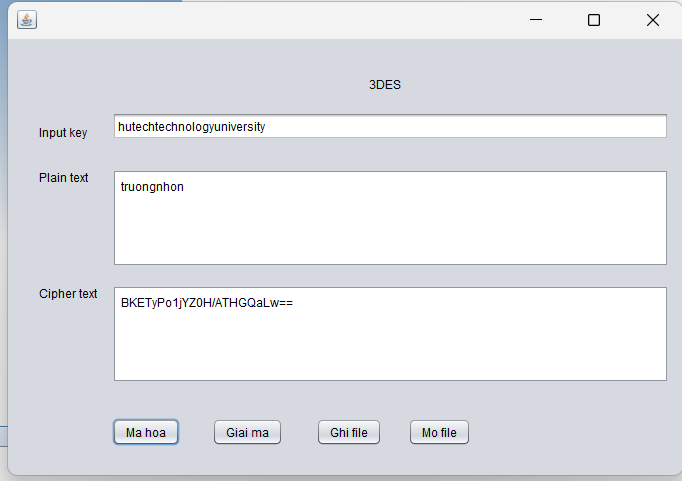 3DES
Input key
hutechtechnologyuniversity
Plain text
truongnhon
Cipher text
BKETyPo1jYZ0H/ATHGQaLw==
Ma hoa
Giai ma
Ghi file
Mo file